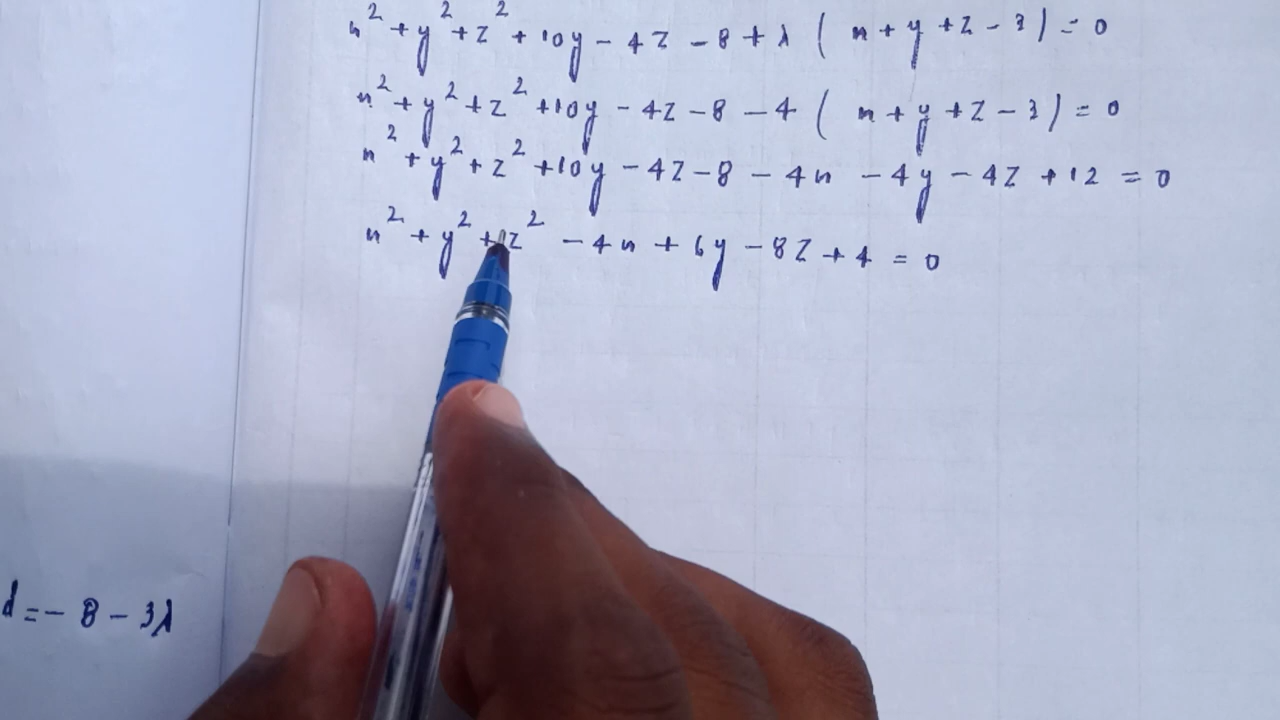 x² + y² + z² + 10y - 4z - 8 + λ ( x + y + z - 3 ) = 0
x² + y² + z² + 10y - 4z - 8 - 4 ( x + y + z - 3 ) = 0
x² + y² + z² + 10y - 4z - 8 - 4x - 4y - 4z + 12 = 0
x² + y² + z² - 4x + 6y - 8z + 4 = 0
d = - 8 - 3λ